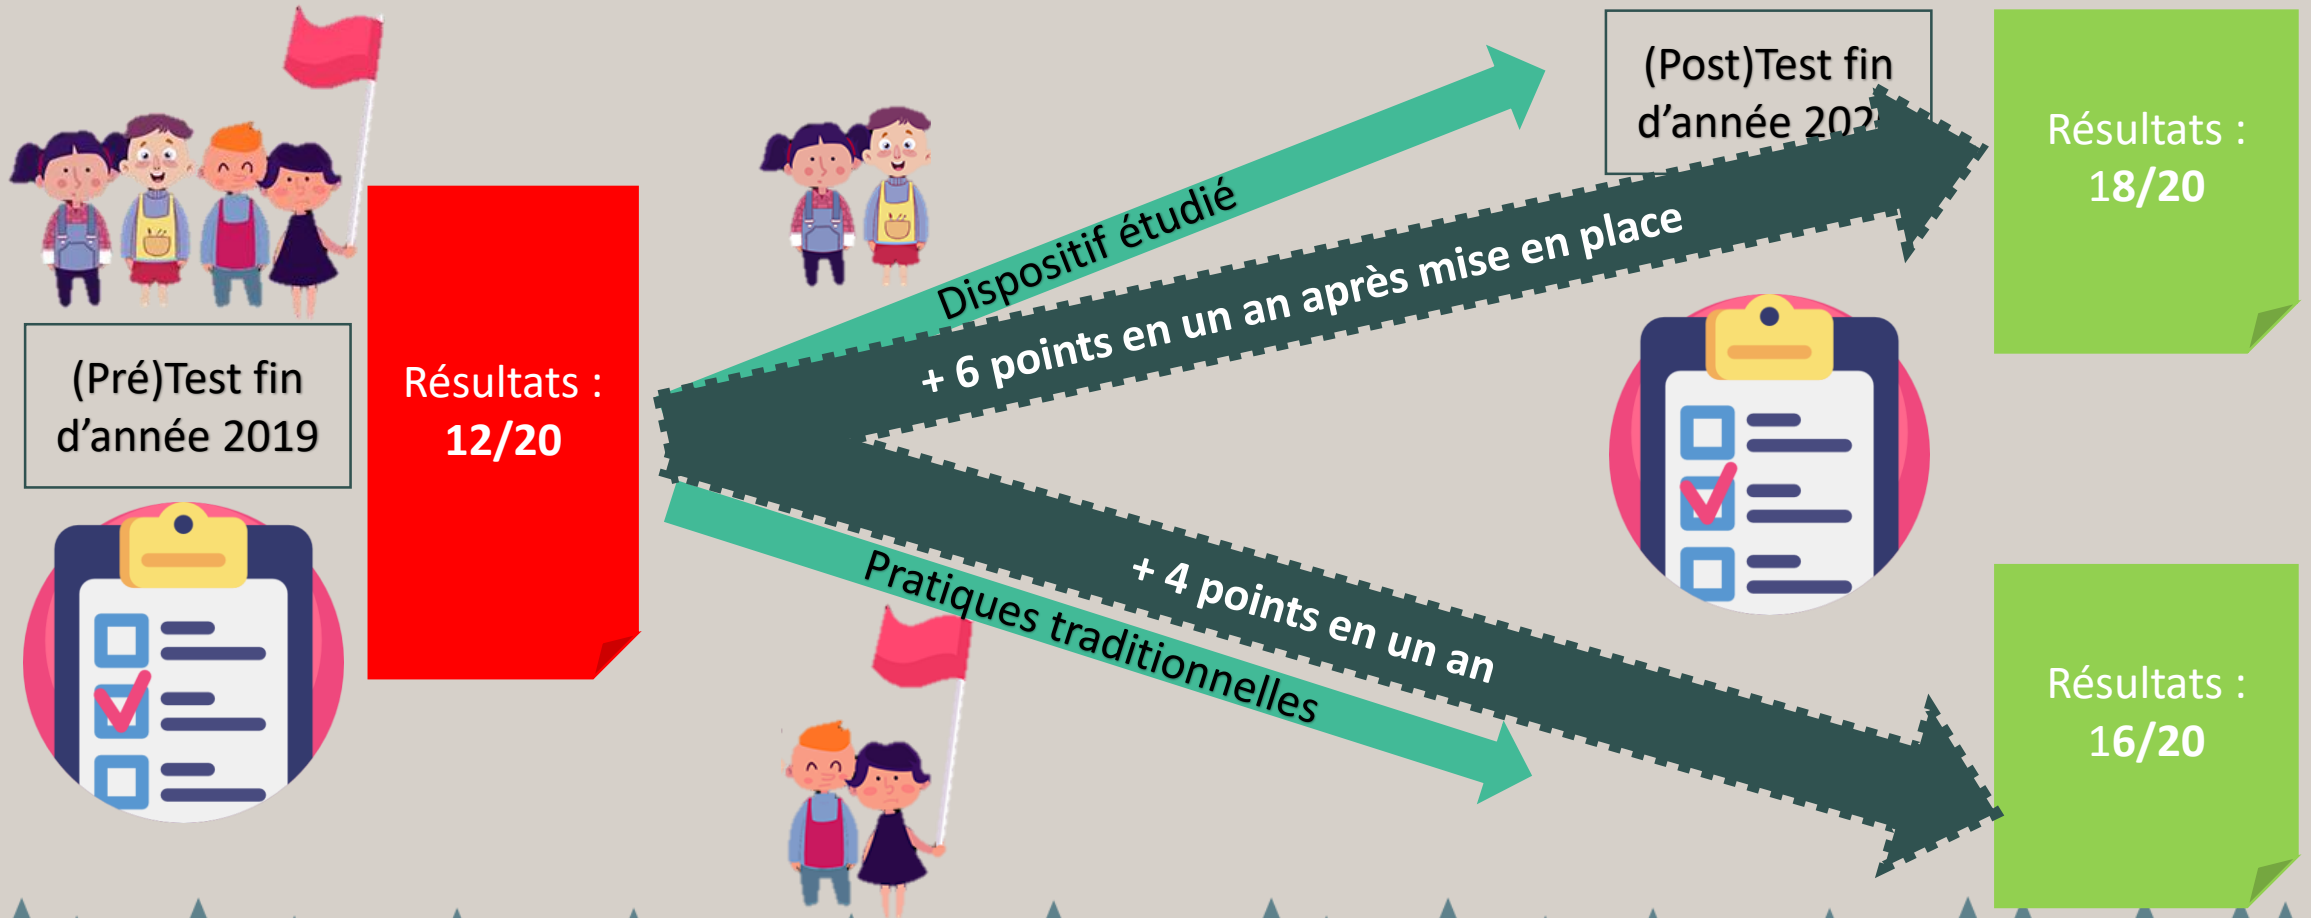 (Pré)Test fin
d'année 2019
Résultats :
12/20
Dispositif étudié
+ 6 points en un an après mise en place
+ 4 points en un an
Pratiques traditionnelles
(Post)Test fin
d'année
Résultats :
18/20
Résultats :
16/20